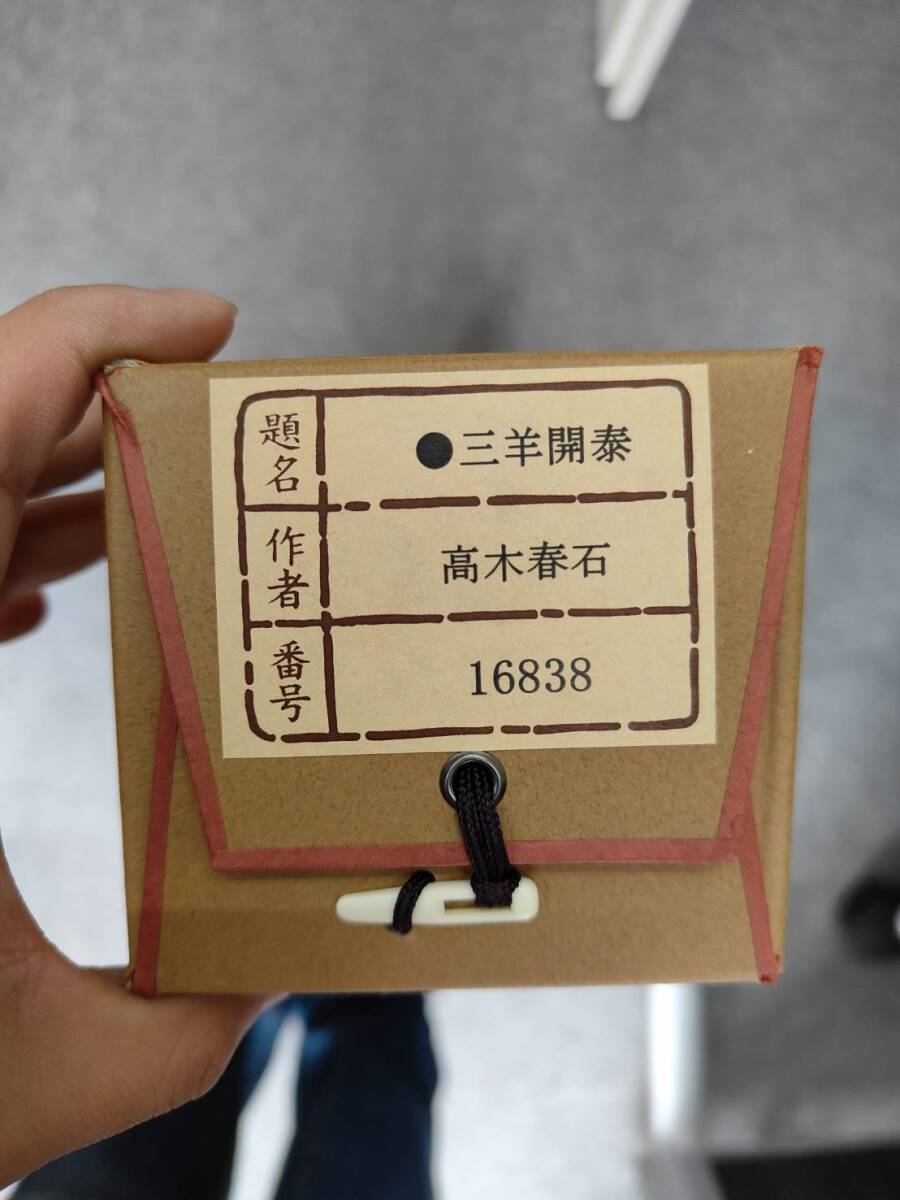 題名 ●三羊開泰
作者 高木春石
番号 16838